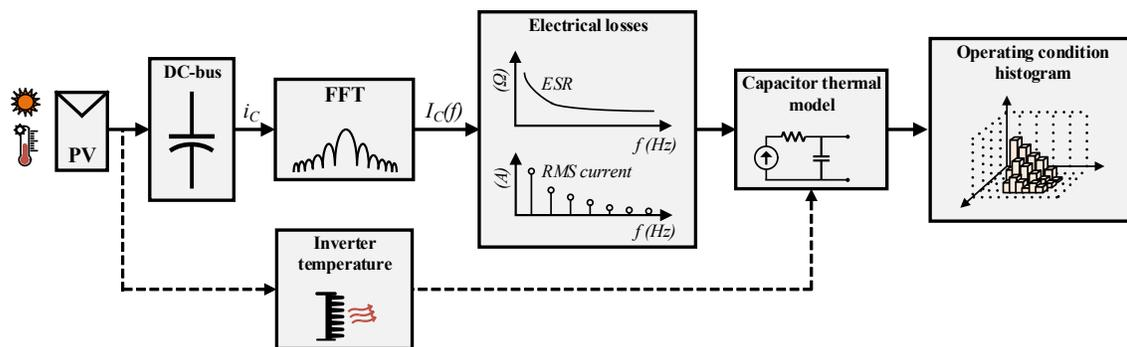 PV
DC-bus
i_C
FFT
I_C(f)
Electrical losses
(Ω)
ESR
f (Hz)
(A)
RMS current
f (Hz)
Capacitor thermal
model
Operating condition
histogram
Inverter
temperature